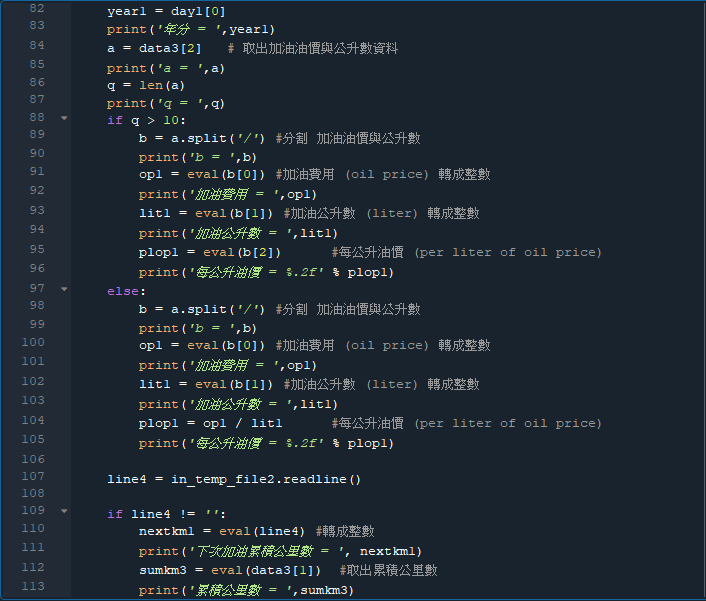 82 year1 = day1[0]
83 print('年分 = ',year1)
84 a = data3[2] # 取出加油油價與公升數資料
85 print('a = ',a)
86 q = len(a)
87 print('q = ',q)
88 if q > 10:
89 b = a.split('/') #分割 加油油價與公升數
90 print('b = ',b)
91 op1 = eval(b[0]) #加油費用 (oil price) 轉成整數
92 print('加油費用 = ',op1)
93 lit1 = eval(b[1]) #加油公升數 (liter) 轉成整數
94 print('加油公升數 = ',lit1)
95 plop1 = eval(b[2]) #每公升油價 (per liter of oil price)
96 print('每公升油價 = %.2f' % plop1)
97 else:
98 b = a.split('/') #分割 加油油價與公升數
99 print('b = ',b)
100 op1 = eval(b[0]) #加油費用 (oil price) 轉成整數
101 print('加油費用 = ',op1)
102 lit1 = eval(b[1]) #加油公升數 (liter) 轉成整數
103 print('加油公升數 = ',lit1)
104 plop1 = op1 / lit1 #每公升油價 (per liter of oil price)
105 print('每公升油價 = %.2f' % plop1)
106
107 line4 = in_temp_file2.readline()
108
109 if line4 != '':
110 nextkm1 = eval(line4) #轉成整數
111 print('下次加油累積公里數 = ', nextkm1)
112 sumkm3 = eval(data3[1]) #取出累積公里數
113 print('累積公里數 = ',sumkm3)